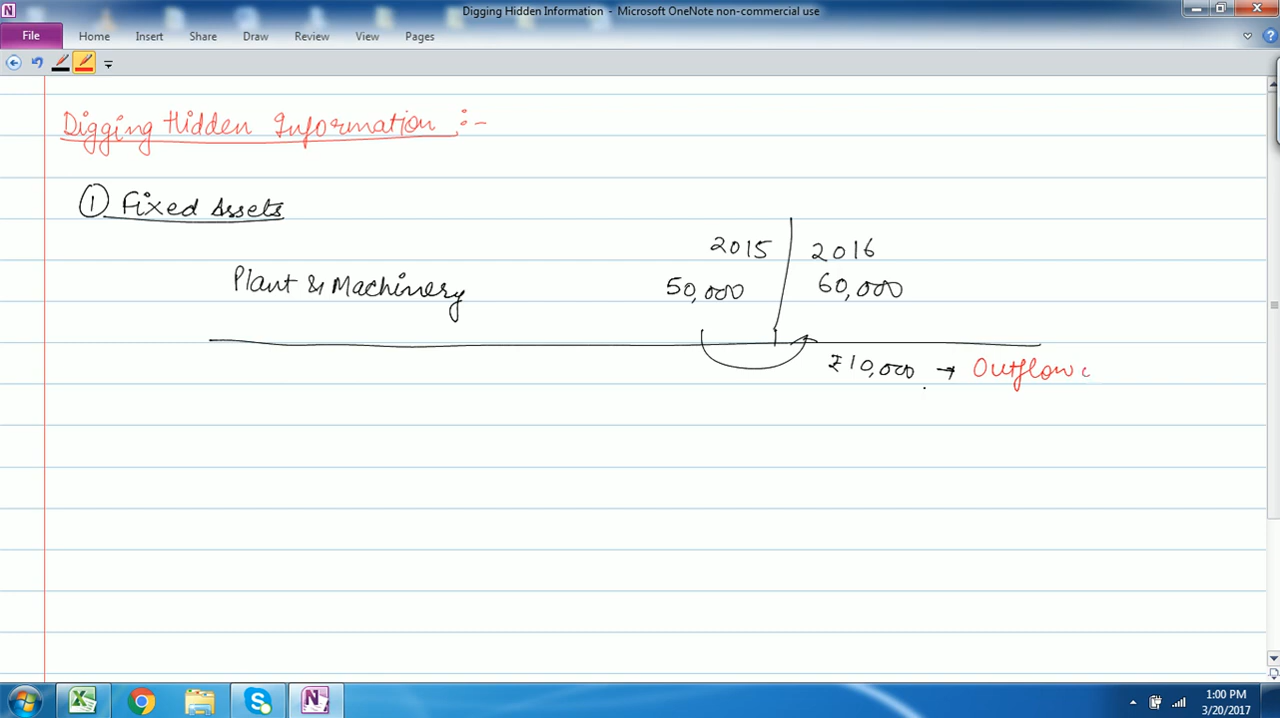 Digging Hidden Information - Microsoft OneNote non-commercial use
File Home Insert Share Draw Review View Pages
Digging Hidden Information :-
① Fixed Assets
2015 2016
Plant & Machinery 50,000 60,000
₹10,000 → Outflow
1:00 PM
3/20/2017